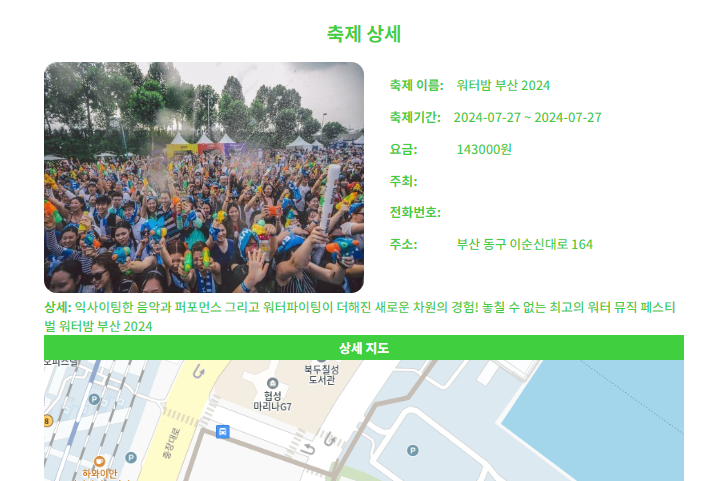 축제 상세
축제 이름: 워터밤 부산 2024
축제기간: 2024-07-27 ~ 2024-07-27
요금: 143000원
주최:
전화번호:
주소: 부산 동구 이순신대로 164
상세: 익사이팅한 음악과 퍼포먼스 그리고 워터파이팅이 더해진 새로운 차원의 경험! 놓칠 수 없는 최고의 워터 뮤직 페스티
벌 워터밤 부산 2024
상세 지도
오피스텔
북두칠성
도서관
협성
마리나G7
P
8
충장대로
P
P
하와이안